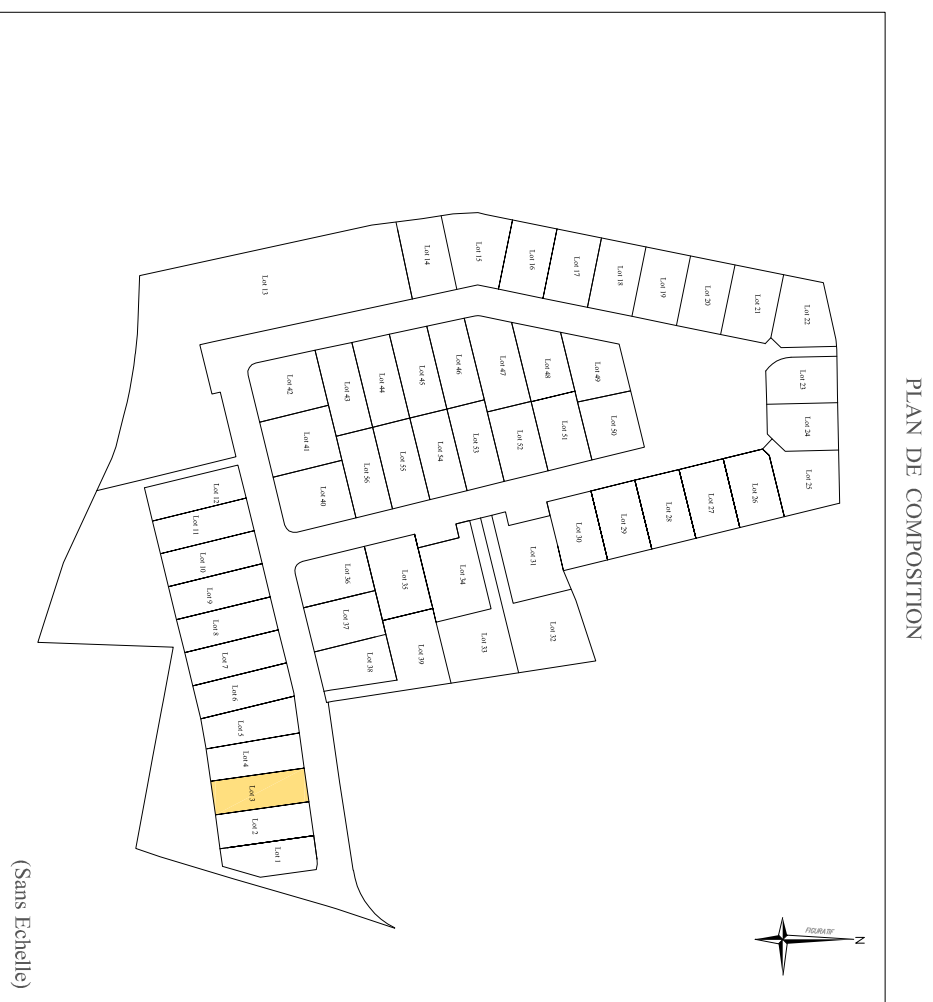 PLAN DE COMPOSITION
N
FIGURATIF
Lot 1
Lot 2
Lot 3
Lot 4
Lot 5
Lot 6
Lot 7
Lot 8
Lot 9
Lot 10
Lot 11
Lot 12
Lot 13
Lot 14
Lot 15
Lot 16
Lot 17
Lot 18
Lot 19
Lot 20
Lot 21
Lot 22
Lot 23
Lot 24
Lot 25
Lot 26
Lot 27
Lot 28
Lot 29
Lot 30
Lot 31
Lot 32
Lot 33
Lot 34
Lot 35
Lot 36
Lot 37
Lot 38
Lot 39
Lot 40
Lot 41
Lot 42
Lot 43
Lot 44
Lot 45
Lot 46
Lot 47
Lot 48
Lot 49
Lot 50
Lot 51
Lot 52
Lot 53
Lot 54
Lot 55
Lot 56
(Sans Echelle)